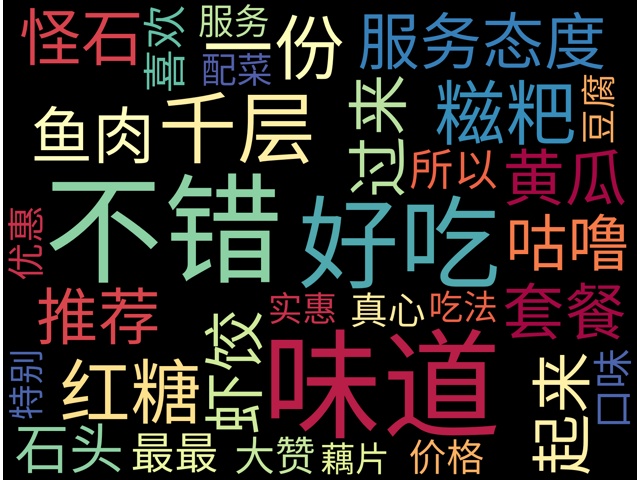 怪石
喜欢
服务
一份
服务态度
配菜
鱼肉
千层
过来
糍粑
豆腐
所以
黄瓜
不错
好吃
咕噜
优惠
推荐
实惠
真心
吃法
套餐
虾饺
味道
特别
红糖
起来
口味
石头
最最
大赞
藕片
价格